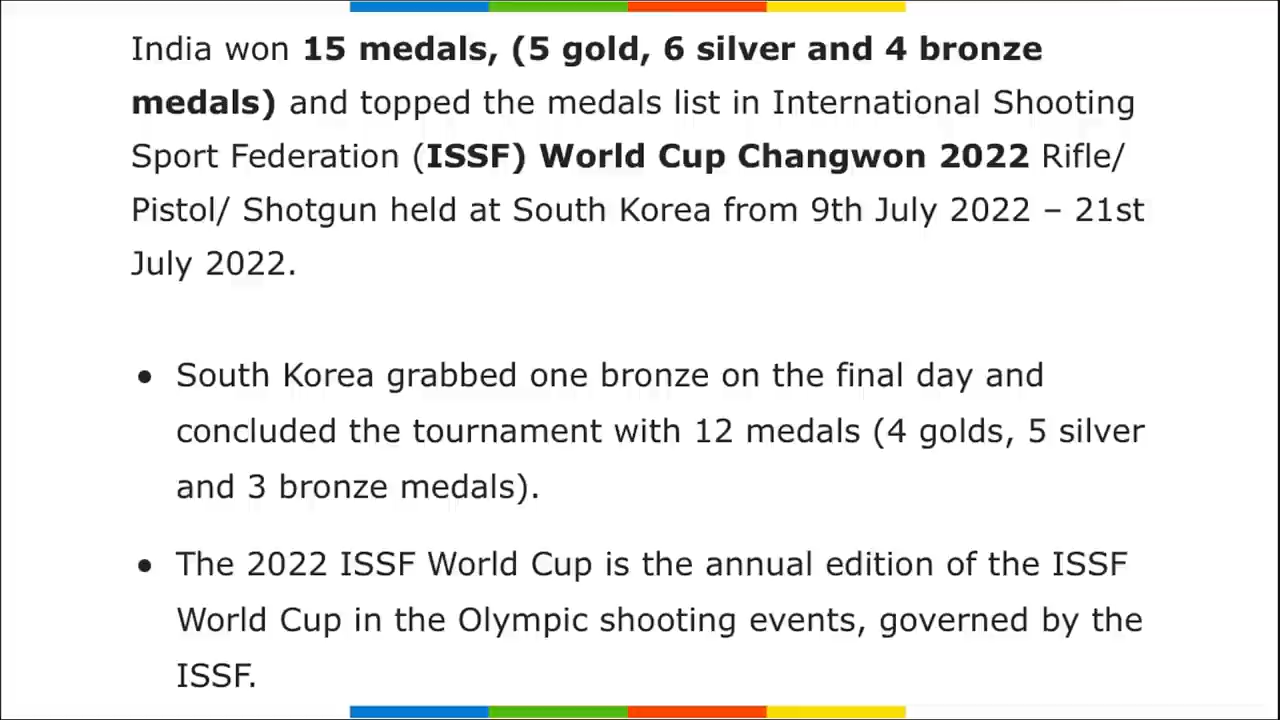 India won 15 medals, (5 gold, 6 silver and 4 bronze
medals) and topped the medals list in International Shooting
Sport Federation (ISSF) World Cup Changwon 2022 Rifle/
Pistol/ Shotgun held at South Korea from 9th July 2022 – 21st
July 2022.
• South Korea grabbed one bronze on the final day and
concluded the tournament with 12 medals (4 golds, 5 silver
and 3 bronze medals).
• The 2022 ISSF World Cup is the annual edition of the ISSF
World Cup in the Olympic shooting events, governed by the
ISSF.